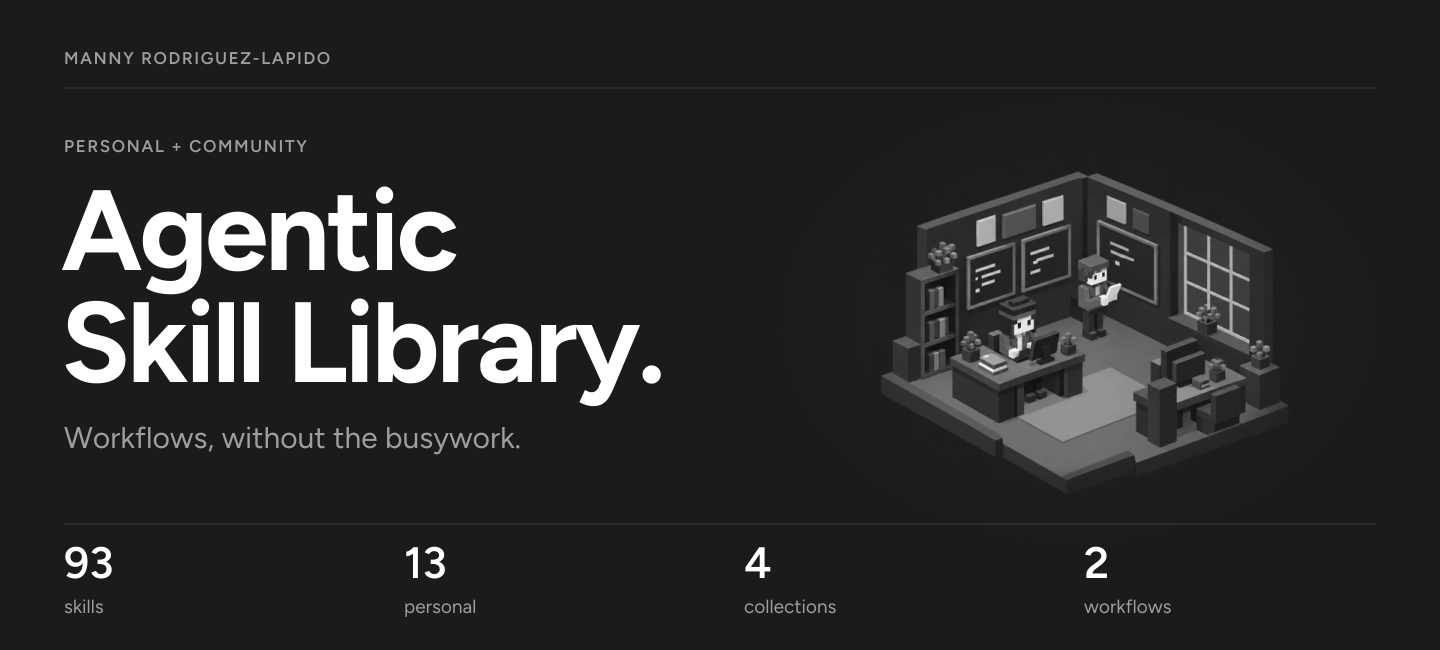 MANNY RODRIGUEZ-LAPIDO
PERSONAL + COMMUNITY
Agentic
Skill Library.
Workflows, without the busywork.
93
skills
13
personal
4
collections
2
workflows